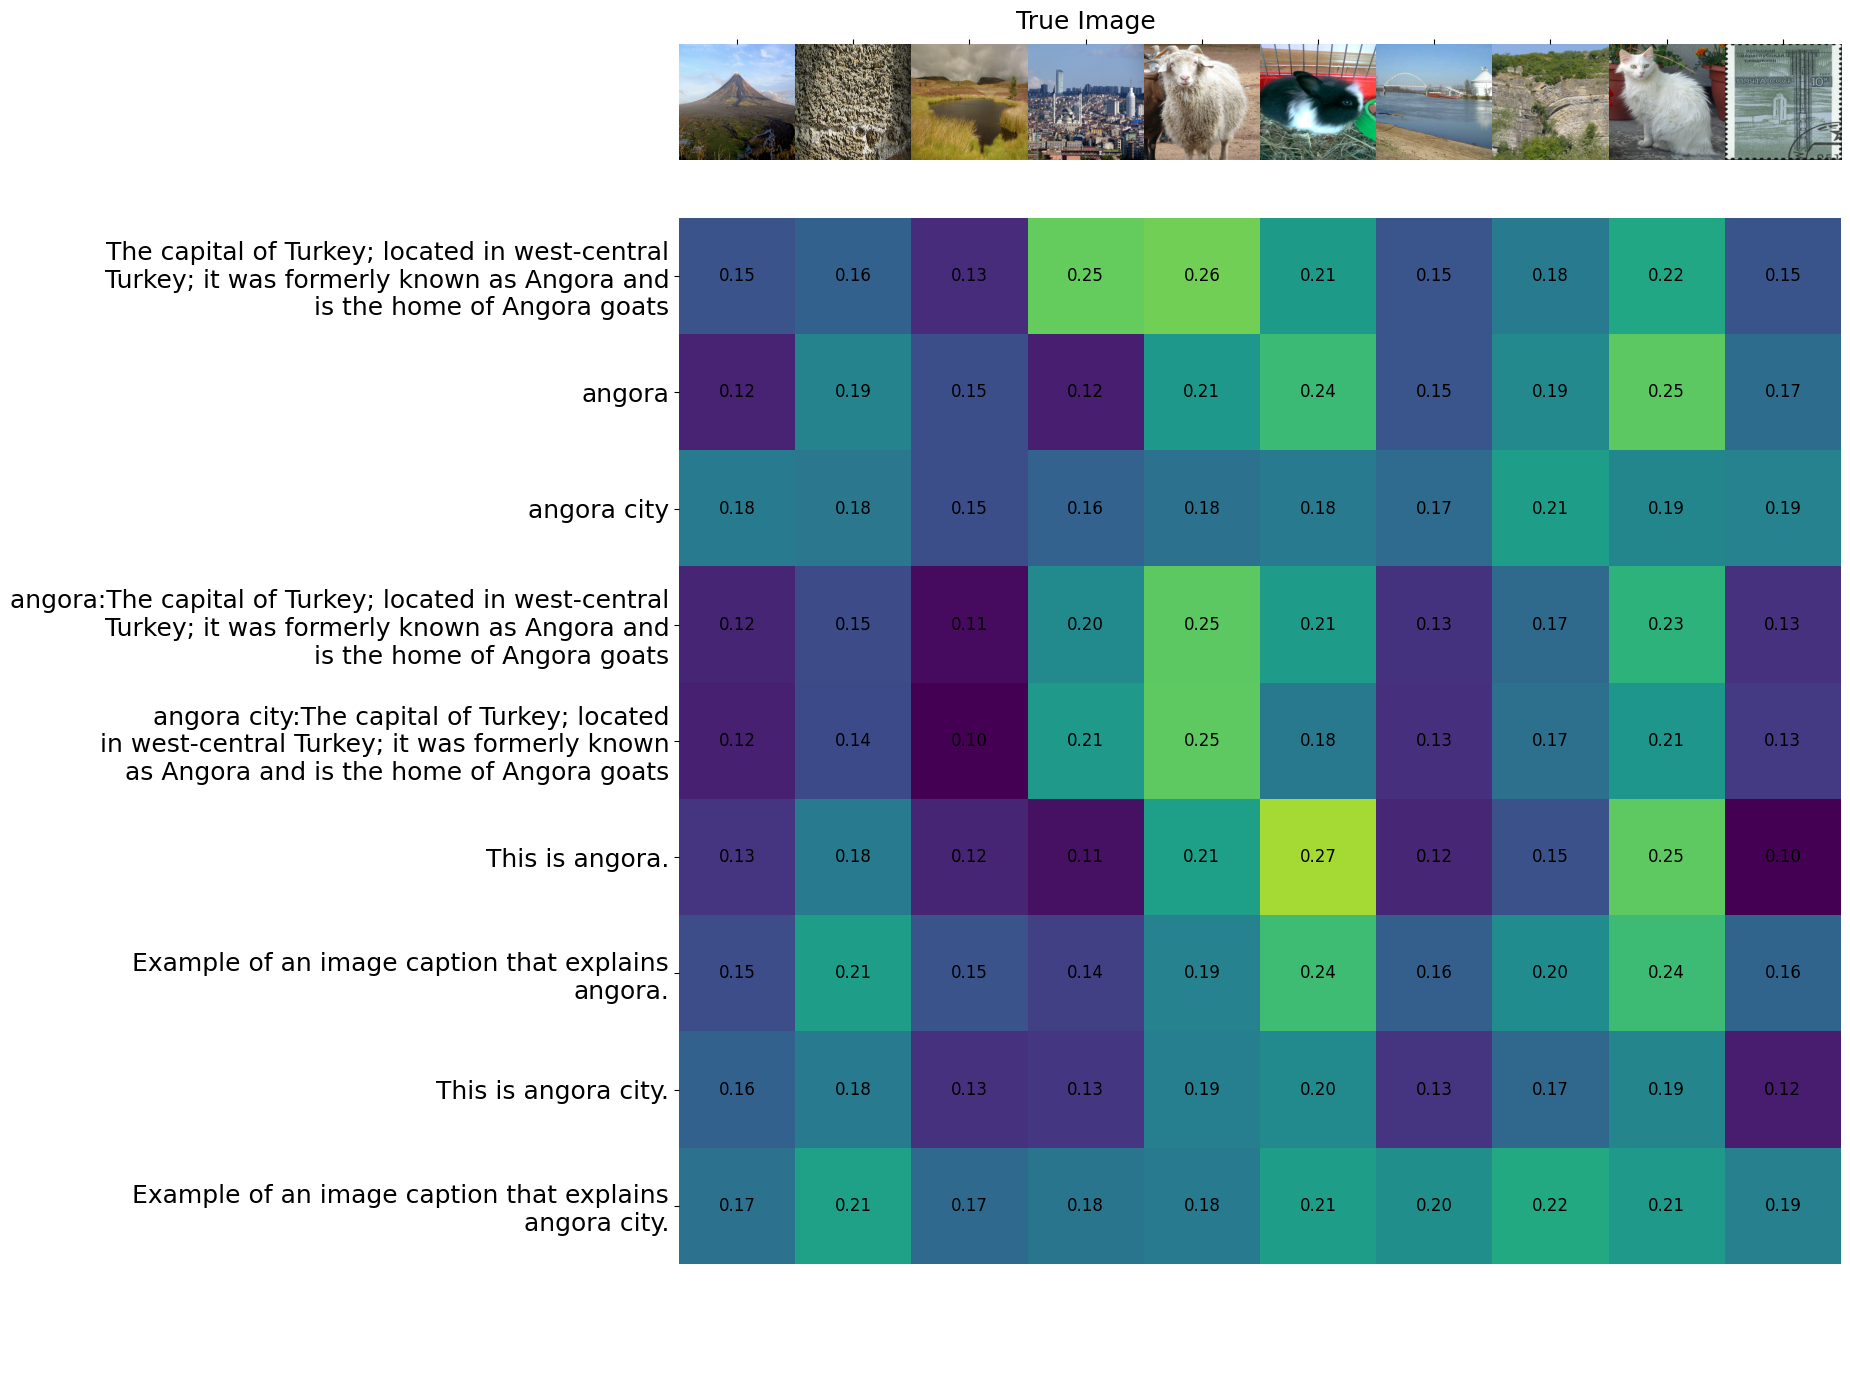 True Image
The capital of Turkey; located in west-central
Turkey; it was formerly known as Angora and
is the home of Angora goats
0.15 0.16 0.13 0.25 0.26 0.21 0.15 0.18 0.22 0.15
angora
0.12 0.19 0.15 0.12 0.21 0.24 0.15 0.19 0.25 0.17
angora city
0.18 0.18 0.15 0.16 0.18 0.18 0.17 0.21 0.19 0.19
angora:The capital of Turkey; located in west-central
Turkey; it was formerly known as Angora and
is the home of Angora goats
0.12 0.15 0.11 0.20 0.25 0.21 0.13 0.17 0.23 0.13
angora city:The capital of Turkey; located
in west-central Turkey; it was formerly known
as Angora and is the home of Angora goats
0.12 0.14 0.10 0.21 0.25 0.18 0.13 0.17 0.21 0.13
This is angora.
0.13 0.18 0.12 0.11 0.21 0.27 0.12 0.15 0.25 0.10
Example of an image caption that explains
angora.
0.15 0.21 0.15 0.14 0.19 0.24 0.16 0.20 0.24 0.16
This is angora city.
0.16 0.18 0.13 0.13 0.19 0.20 0.13 0.17 0.19 0.12
Example of an image caption that explains
angora city.
0.17 0.21 0.17 0.18 0.18 0.21 0.20 0.22 0.21 0.19